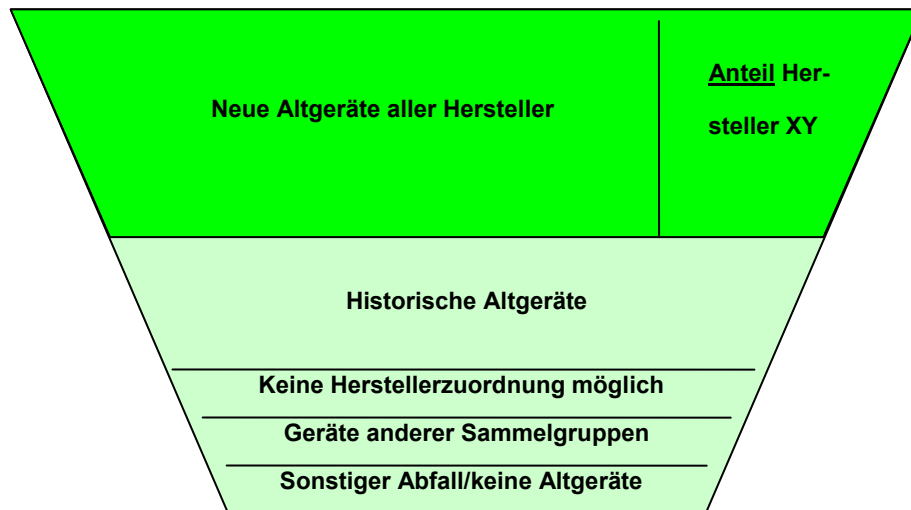 Neue Altgeräte aller Hersteller
Anteil Her-
steller XY
Historische Altgeräte
Keine Herstellerzuordnung möglich
Geräte anderer Sammelgruppen
Sonstiger Abfall/keine Altgeräte